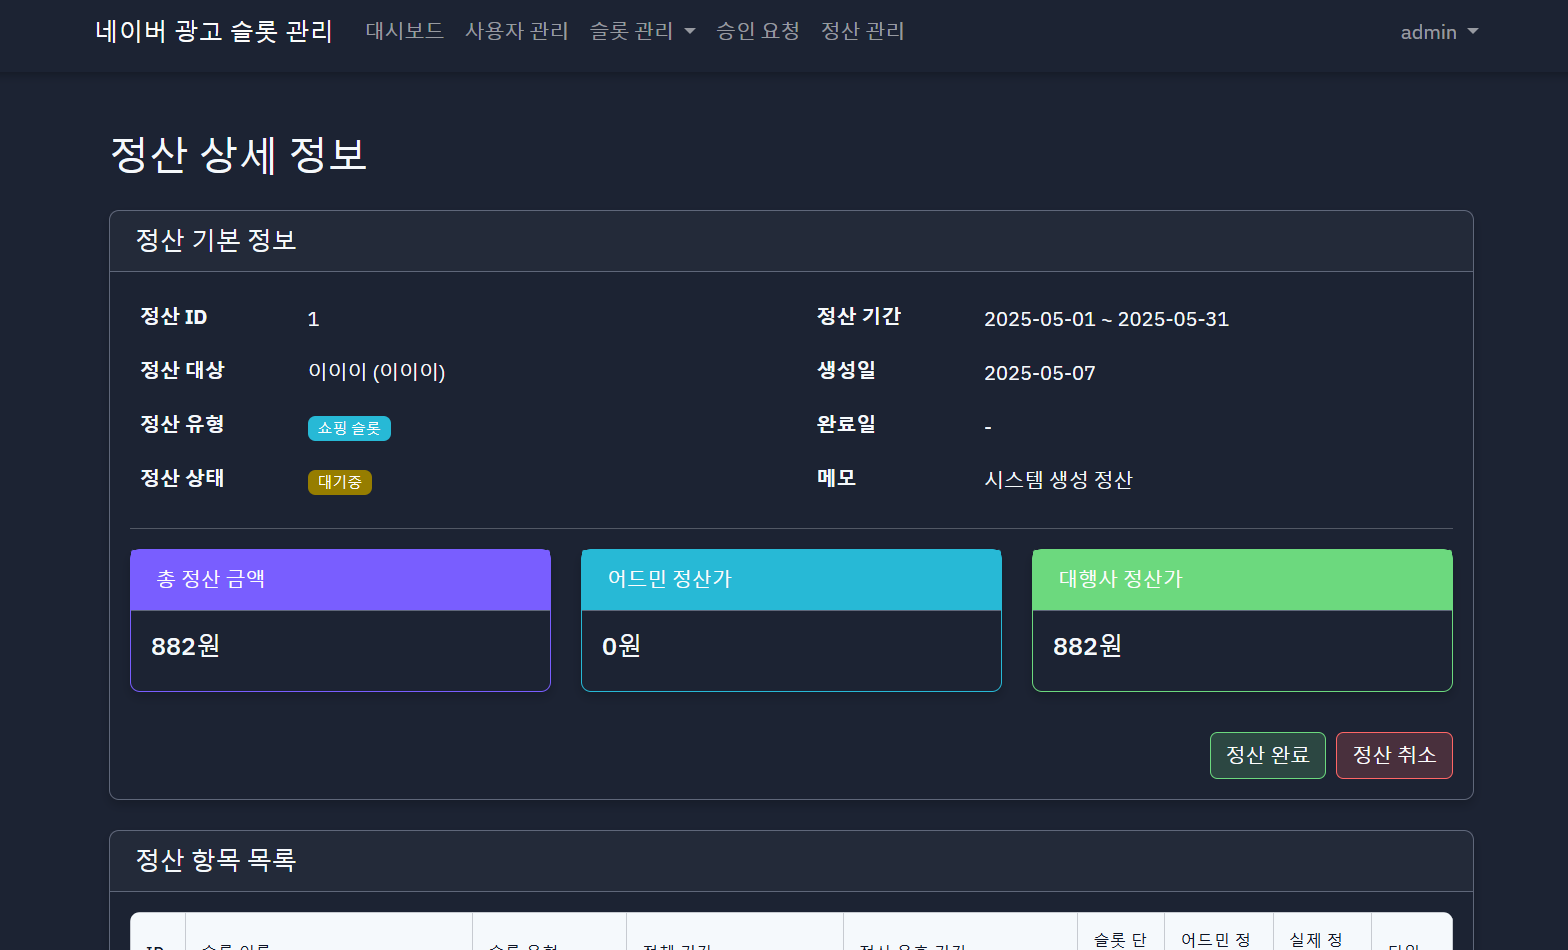 네이버 광고 슬롯 관리 대시보드 사용자 관리 슬롯 관리 승인 요청 정산 관리 admin
정산 상세 정보
정산 기본 정보
정산 ID 1 정산 기간 2025-05-01 ~ 2025-05-31
정산 대상 이이이 (이이이) 생성일 2025-05-07
정산 유형 쇼핑 슬롯 완료일 -
정산 상태 대기중 메모 시스템 생성 정산
총 정산 금액 어드민 정산가 대행사 정산가
882원 0원 882원
정산 완료 정산 취소
정산 항목 목록
슬롯 단 어드민 정 실제 정